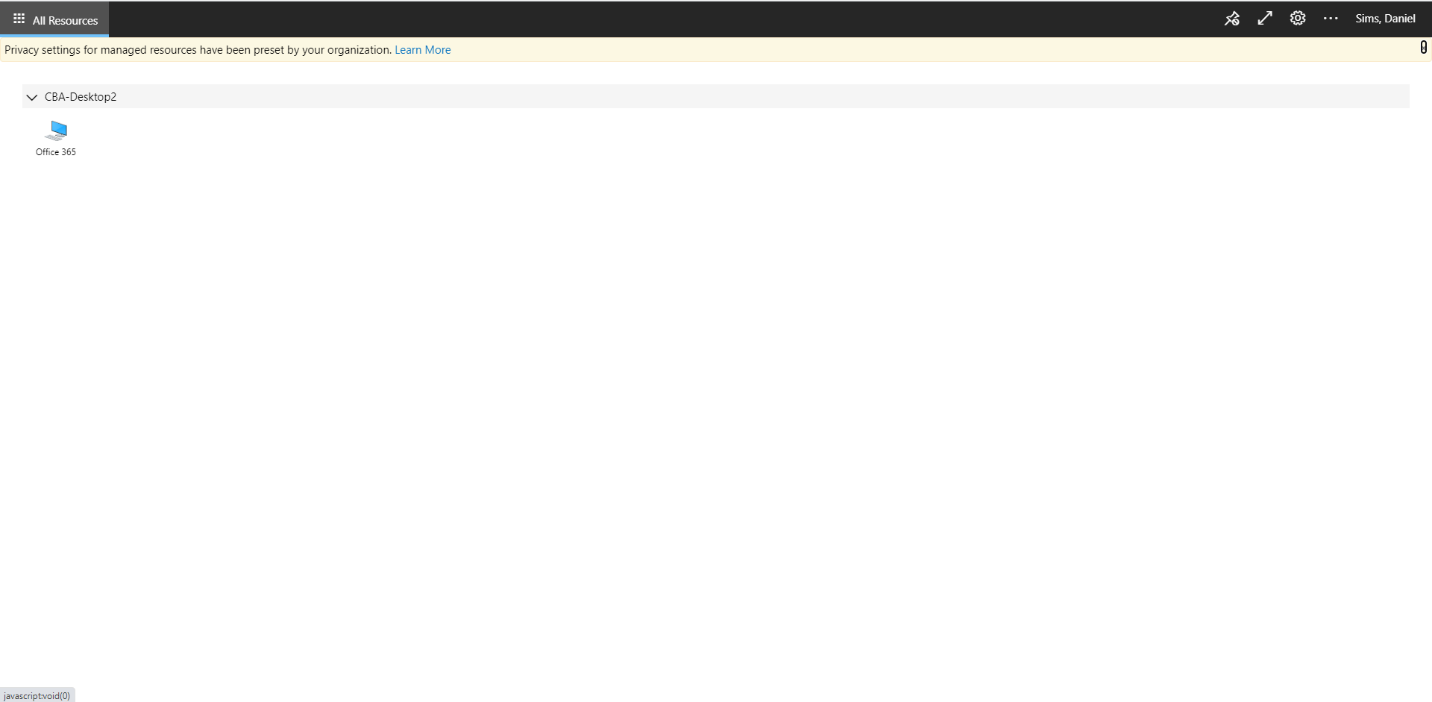 All Resources
Sims, Daniel
Privacy settings for managed resources have been preset by your organization. Learn More
CBA-Desktop2
Office 365
javascript:void(0)